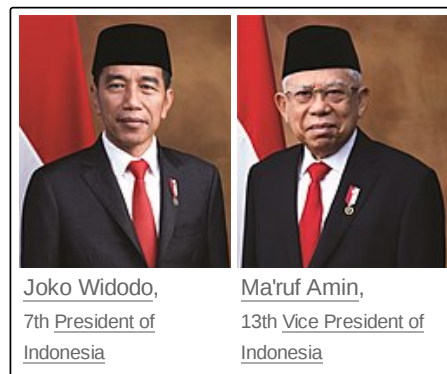 Joko Widodo,
7th President of
Indonesia
Ma'ruf Amin,
13th Vice President of
Indonesia